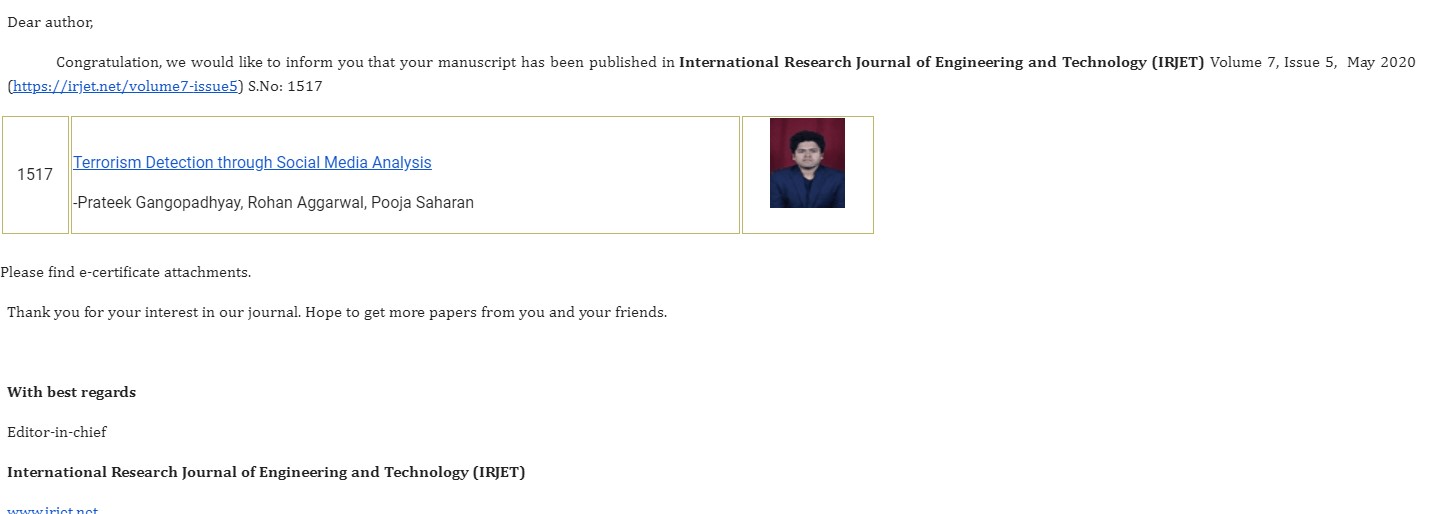 Dear author,
Congratulation, we would like to inform you that your manuscript has been published in International Research Journal of Engineering and Technology (IRJET) Volume 7, Issue 5, May 2020
(https://irjet.net/volume7-issue5) S.No: 1517
1517
Terrorism Detection through Social Media Analysis
-Prateek Gangopadhyay, Rohan Aggarwal, Pooja Saharan
Please find e-certificate attachments.
Thank you for your interest in our journal. Hope to get more papers from you and your friends.
With best regards
Editor-in-chief
International Research Journal of Engineering and Technology (IRJET)
www.irjet.net